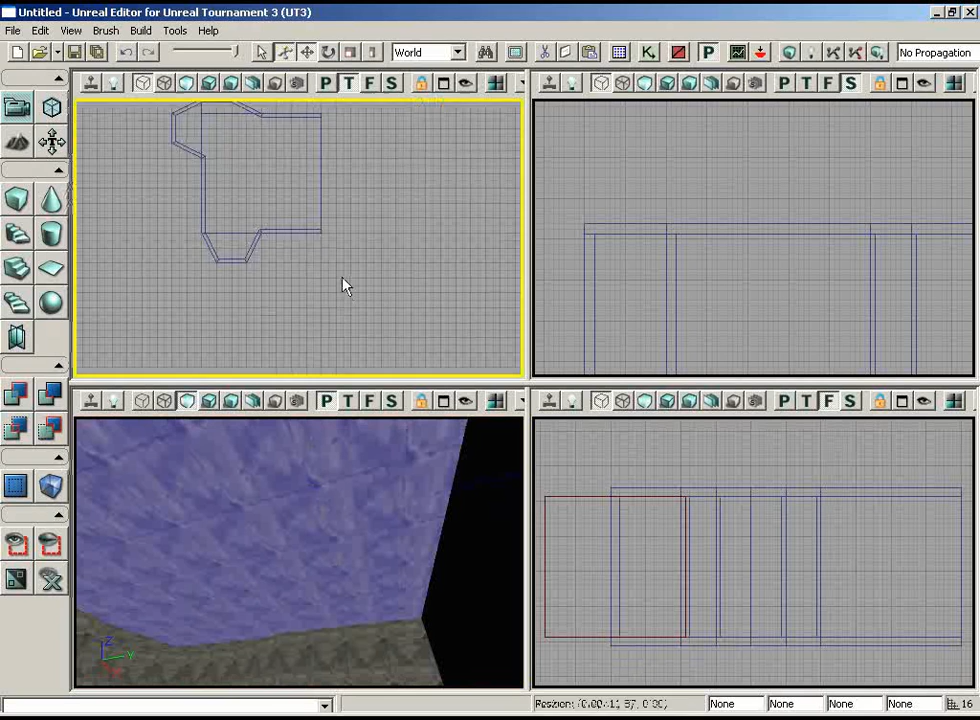 Untitled - Unreal Editor for Unreal Tournament 3 (UT3)
File Edit View Brush Build Tools Help
World
P
No Propagation
P T F S
P T F S
P T F S
P T F S
Z
Y
None None None None 16